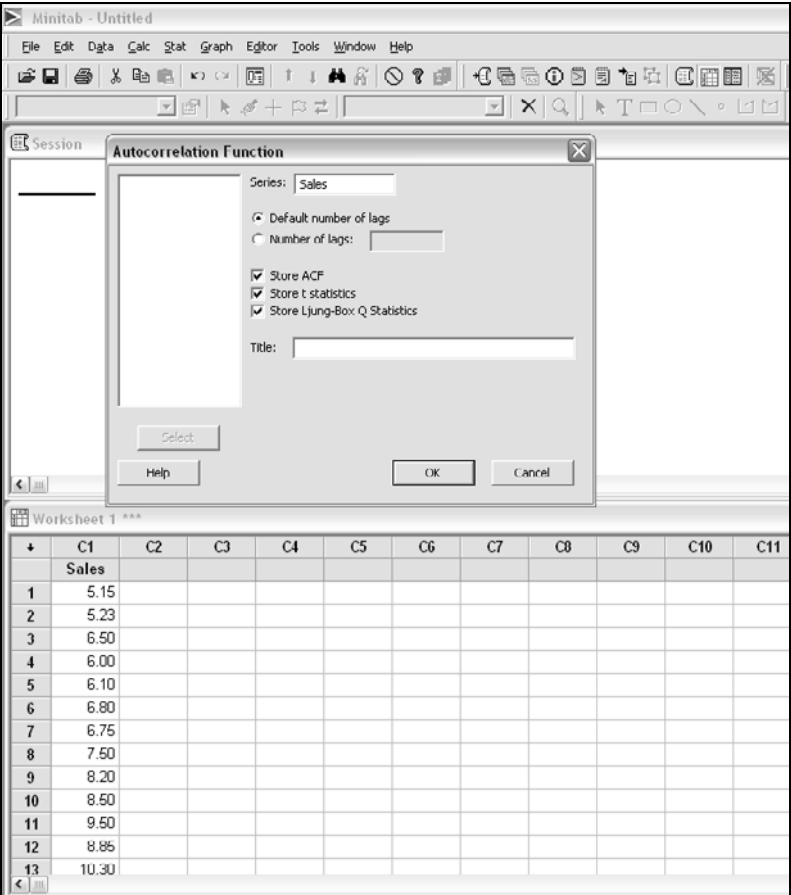 Minitab - Untitled
File Edit Data Calc Stat Graph Editor Tools Window Help
Session
Autocorrelation Function
Series: Sales
Default number of lags
Number of lags:
Store ACF
Store t statistics
Store Ljung-Box Q Statistics
Title:
Select
Help OK Cancel
Worksheet 1 ***
C1 C2 C3 C4 C5 C6 C7 C8 C9 C10 C11
Sales
1 5.15
2 5.23
3 6.50
4 6.00
5 6.10
6 6.80
7 6.75
8 7.50
9 8.20
10 8.50
11 9.50
12 8.85
13 10.30